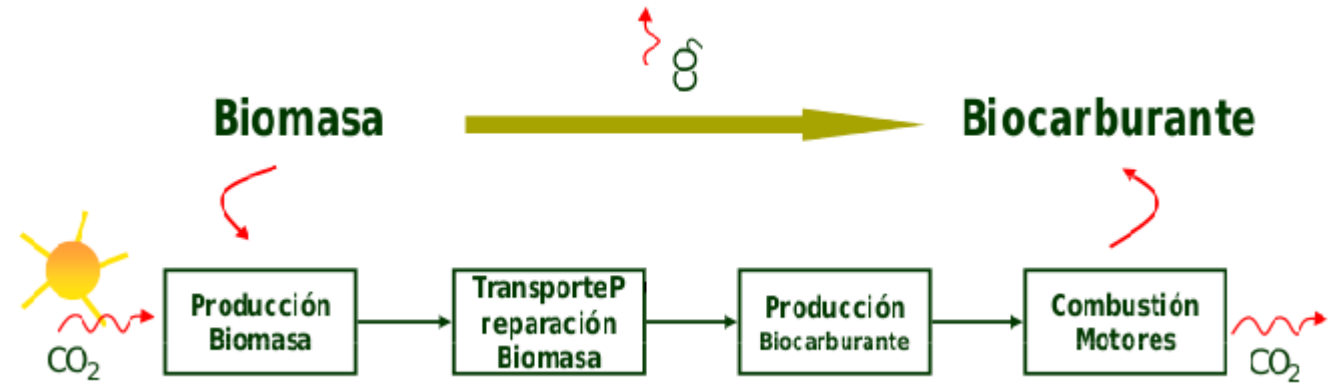 CO2
Biomasa
Biocarburante
Producción
Biomasa
TransporteP
reparación
Biomasa
Producción
Biocarburante
Combustión
Motores
CO2
CO2